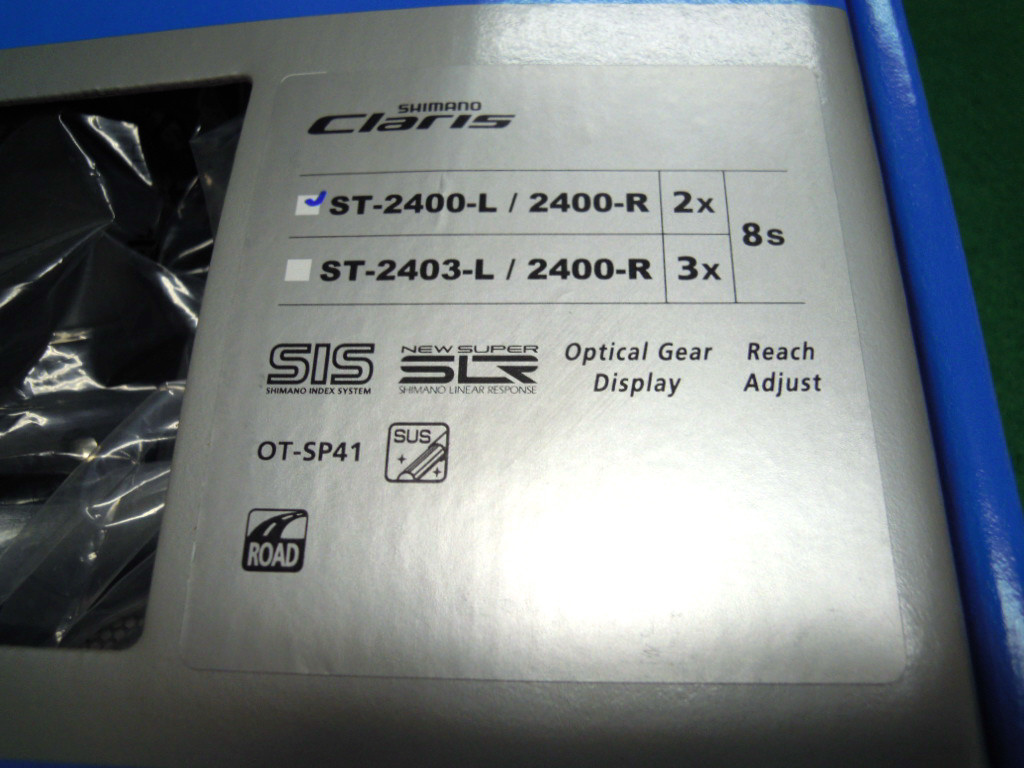 SHIMANO
Claris
ST-2400-L / 2400-R 2x
8s
ST-2403-L / 2400-R 3x
SIS
SHIMANO INDEX SYSTEM
NEW SUPER
SLR
SHIMANO LINEAR RESPONSE
Optical Gear
Display
Reach
Adjust
OT-SP41
SUS
ROAD